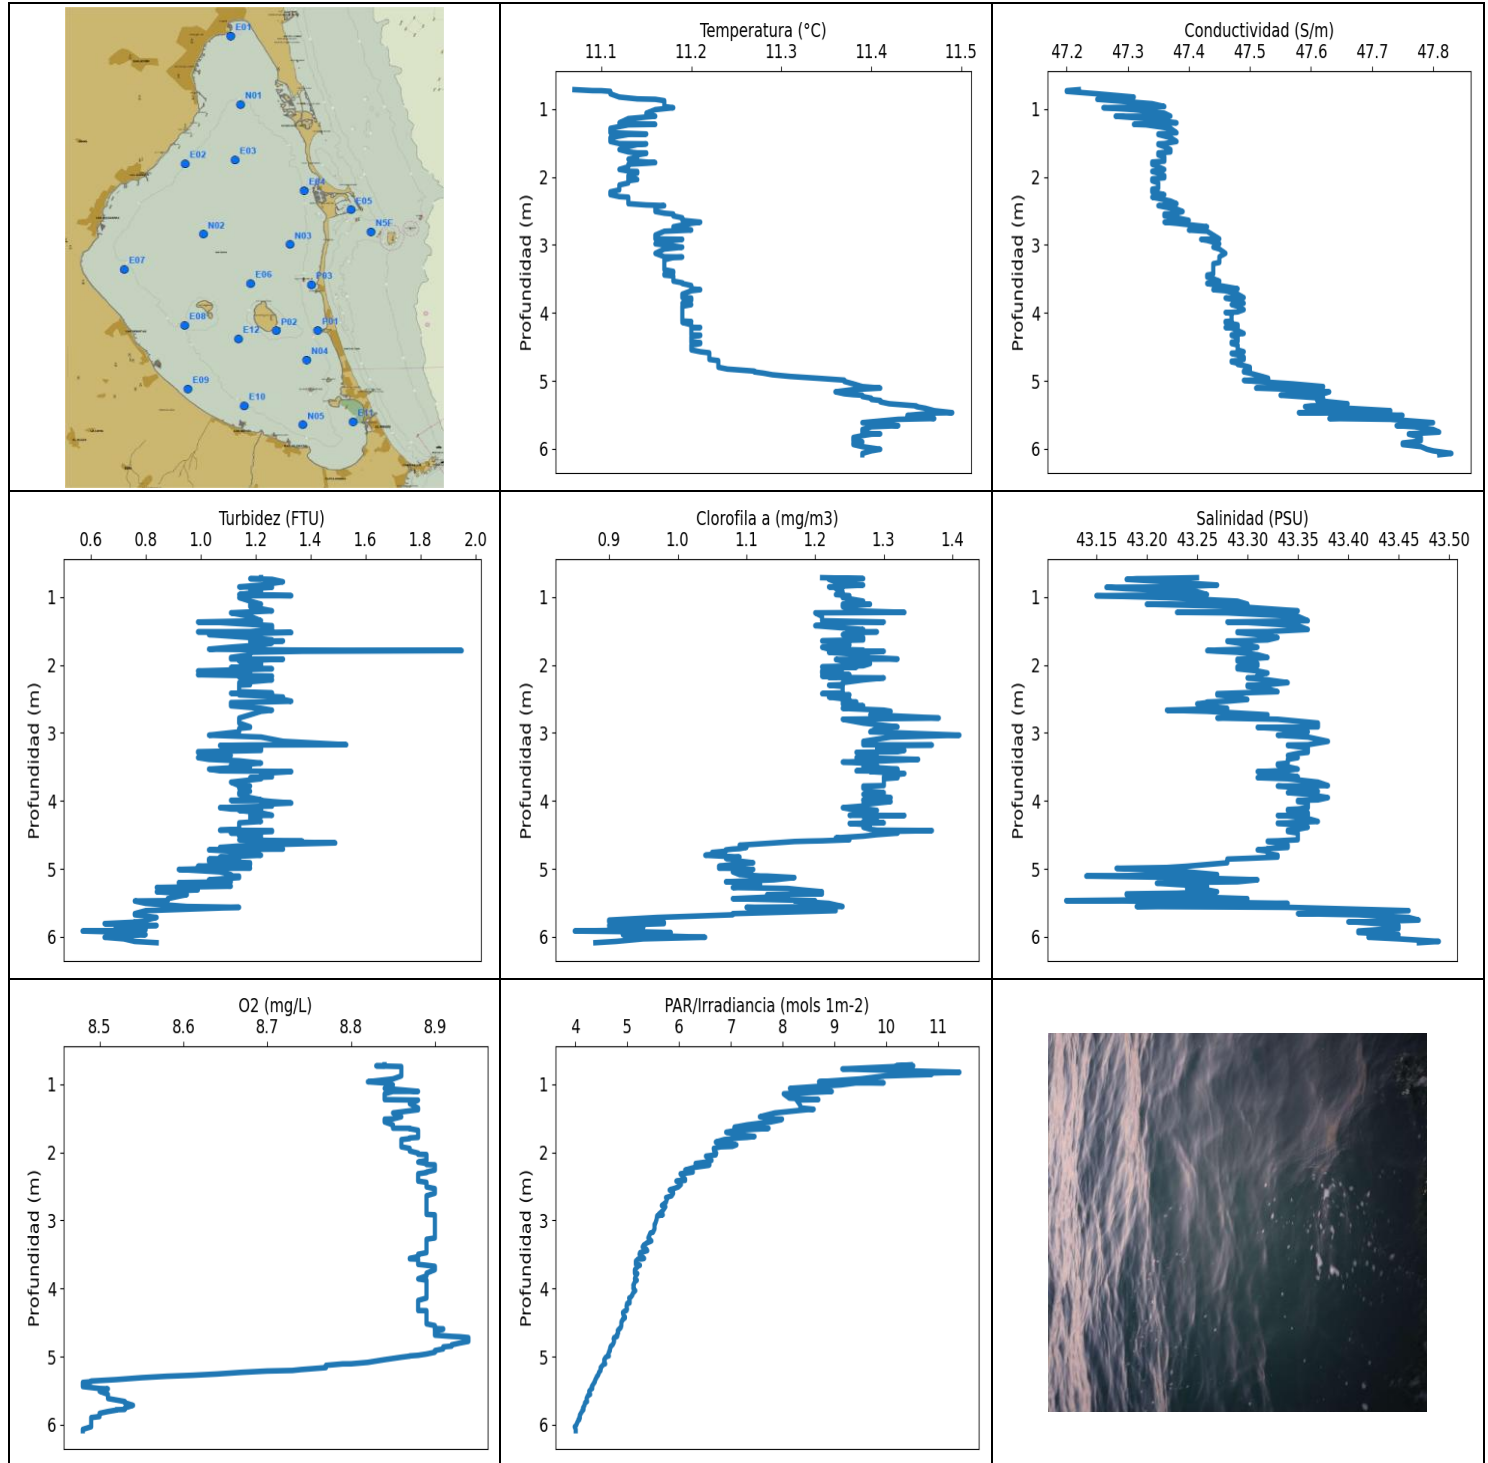 E01
N01
E02 E03
E04
E05
N5F
N02
N03
E07
E06 P03
E08
E12 P02 P01
N04
E09
E10
N05 E11
Temperatura (°C)
11.1 11.2 11.3 11.4 11.5
Profundidad (m)
1
2
3
4
5
6
Conductividad (S/m)
47.2 47.3 47.4 47.5 47.6 47.7 47.8
Profundidad (m)
1
2
3
4
5
6
Turbidez (FTU)
0.6 0.8 1.0 1.2 1.4 1.6 1.8 2.0
Profundidad (m)
1
2
3
4
5
6
Clorofila a (mg/m3)
0.9 1.0 1.1 1.2 1.3 1.4
Profundidad (m)
1
2
3
4
5
6
Salinidad (PSU)
43.15 43.20 43.25 43.30 43.35 43.40 43.45 43.50
Profundidad (m)
1
2
3
4
5
6
O2 (mg/L)
8.5 8.6 8.7 8.8 8.9
Profundidad (m)
1
2
3
4
5
6
PAR/Irradiancia (mols 1m-2)
4 5 6 7 8 9 10 11
Profundidad (m)
1
2
3
4
5
6